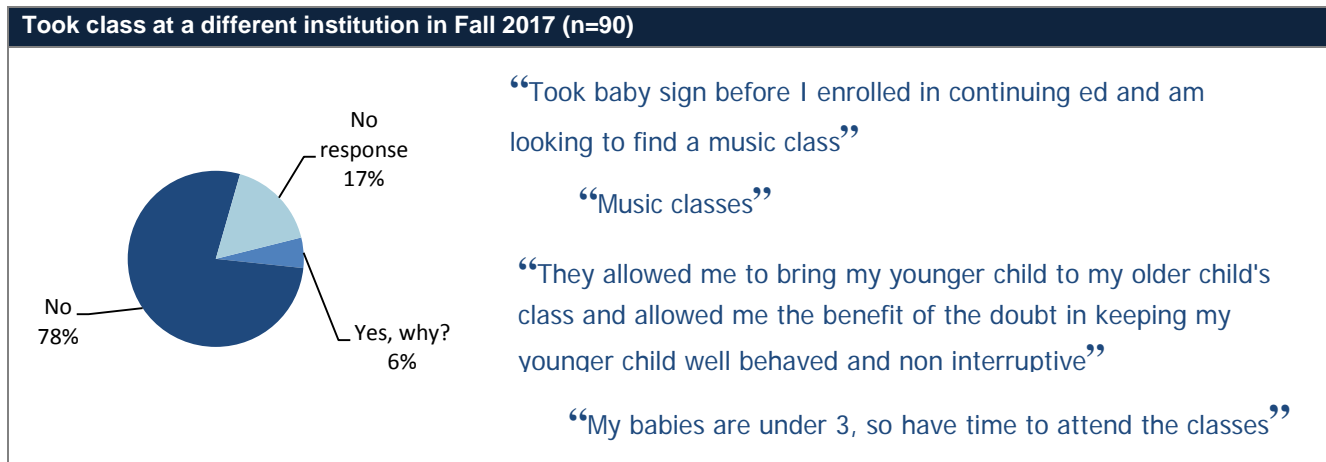 Took class at a different institution in Fall 2017 (n=90)
No
response
17%
No
78%
Yes, why?
6%
“Took baby sign before I enrolled in continuing ed and am
looking to find a music class”
“Music classes”
“They allowed me to bring my younger child to my older child's
class and allowed me the benefit of the doubt in keeping my
younger child well behaved and non interruptive”
“My babies are under 3, so have time to attend the classes”